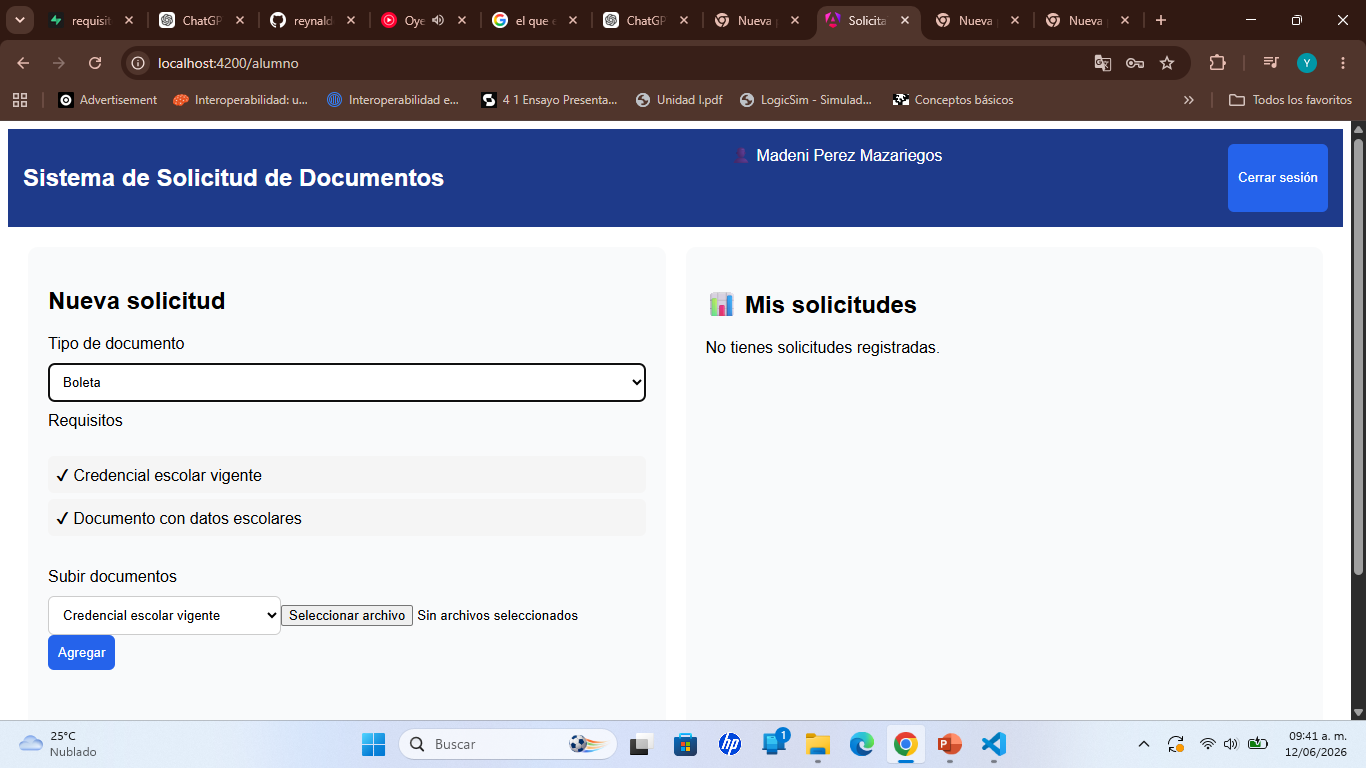 requisit
ChatGP
reynald
Oye
el que e
ChatGP
Nueva
Solicita
Nueva
Nueva
localhost:4200/alumno
Y
Advertisement
Interoperabilidad: u...
Interoperabilidad e...
4 1 Ensayo Presenta...
Unidad I.pdf
LogicSim - Simulad...
Conceptos básicos
Todos los favoritos
Sistema de Solicitud de Documentos
Madeni Perez Mazariegos
Cerrar sesión
Nueva solicitud
Tipo de documento
Boleta
Requisitos
✓ Credencial escolar vigente
✓ Documento con datos escolares
Subir documentos
Credencial escolar vigente
Seleccionar archivo Sin archivos seleccionados
Agregar
Mis solicitudes
No tienes solicitudes registradas.
25°C
Nublado
Buscar
hp
1
09:41 a. m.
12/06/2026